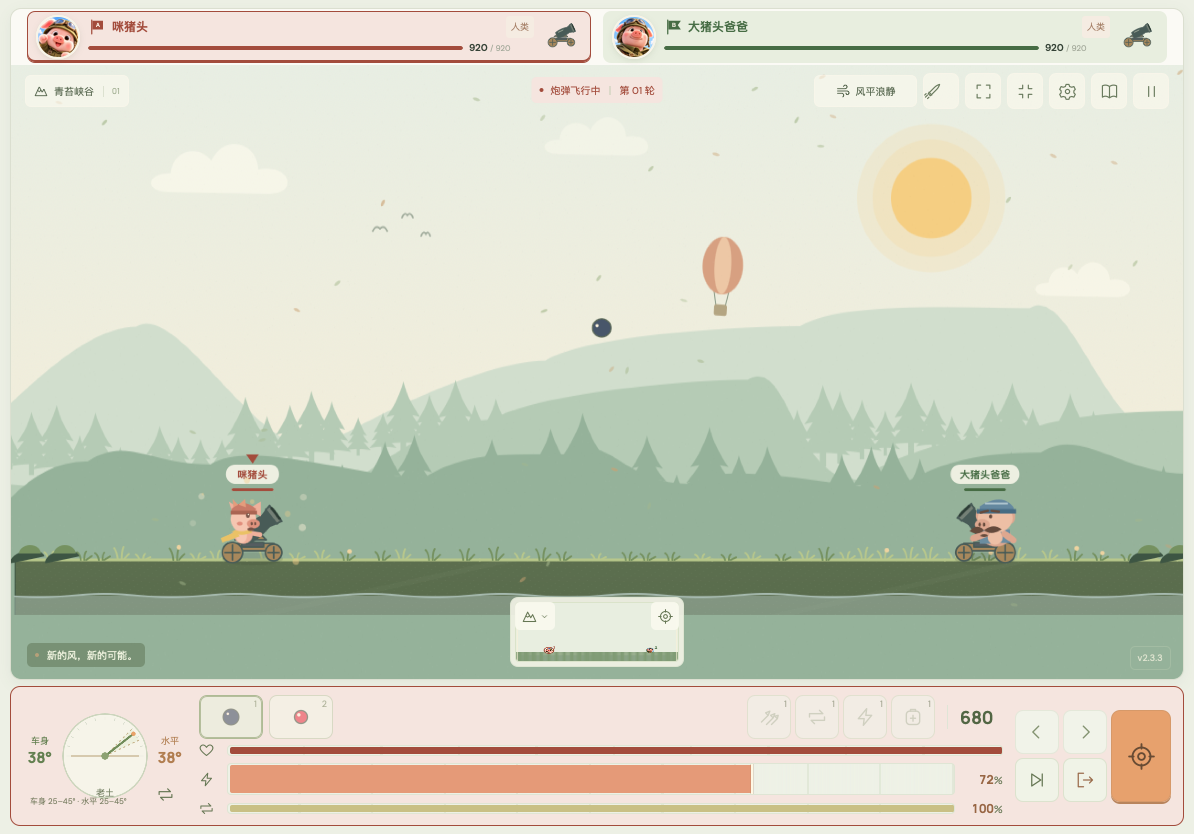 咪猪头
人类
920 / 920
大猪头爸爸
人类
920 / 920
青苔峡谷 01
炮弹飞行中 第 01 轮
风平浪静
咪猪头
大猪头爸爸
新的风，新的可能。
v2.3.3
车身
38°
水平
38°
老土
车身 25–45° · 水平 25–45°
1
2
1
1
1
1
680
72%
100%